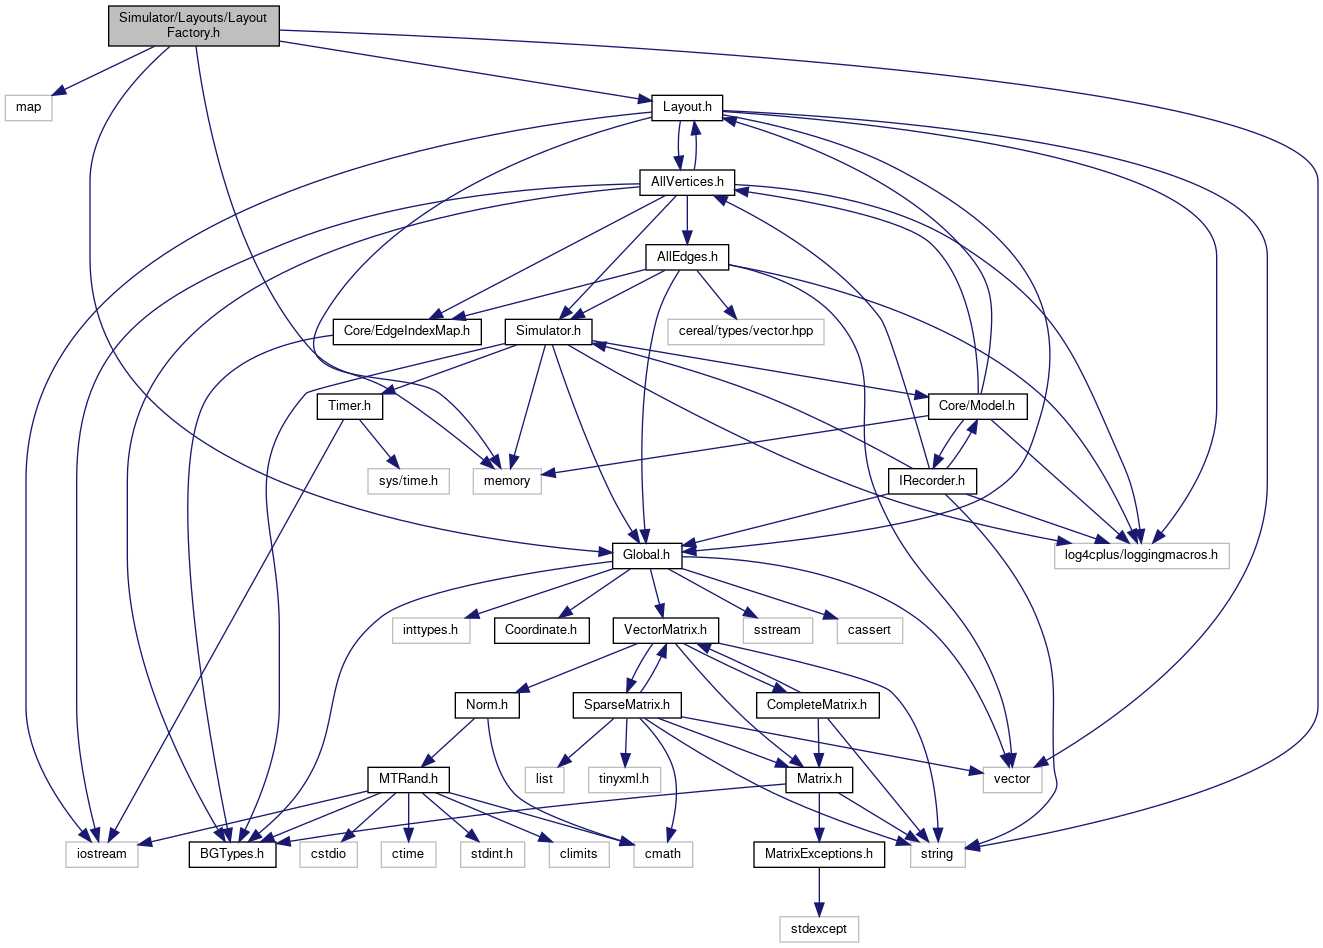 Simulator/Layouts/Layout
Factory.h
map
Layout.h
AllVertices.h
AllEdges.h
Core/EdgeIndexMap.h
Simulator.h
cereal/types/vector.hpp
Timer.h
Core/Model.h
sys/time.h
memory
IRecorder.h
Global.h
log4cplus/loggingmacros.h
inttypes.h
Coordinate.h
VectorMatrix.h
sstream
cassert
Norm.h
SparseMatrix.h
CompleteMatrix.h
MTRand.h
list
tinyxml.h
Matrix.h
vector
iostream
BGTypes.h
cstdio
ctime
stdint.h
climits
cmath
MatrixExceptions.h
string
stdexcept